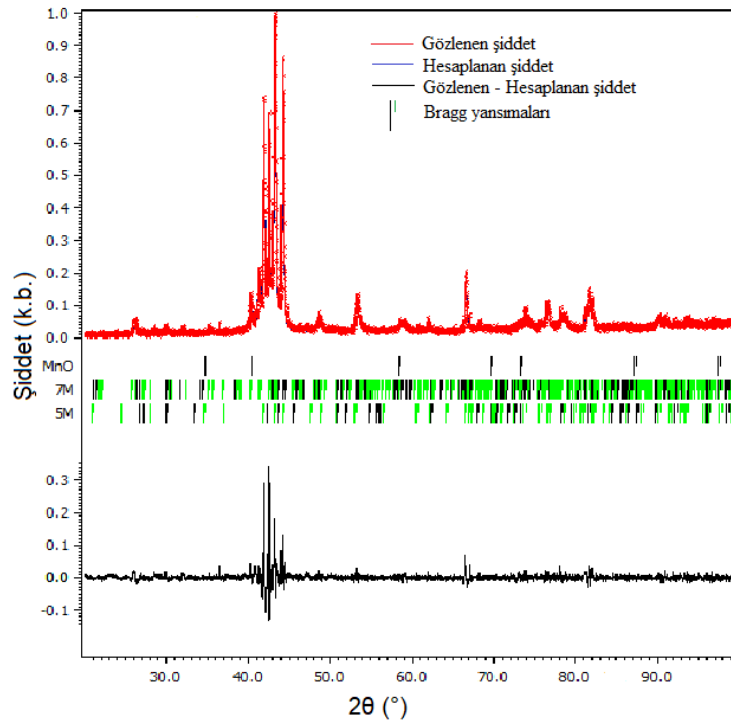 1.0
0.9
0.8
0.7
0.6
0.5
0.4
0.3
0.2
0.1
0.0
Gözlenen şiddet
Hesaplanan şiddet
Gözlenen - Hesaplanan şiddet
Bragg yansımaları
Şiddet (k.b.)
MnO
7M
5M
0.3
0.2
0.1
0.0
-0.1
30.0 40.0 50.0 60.0 70.0 80.0 90.0
2θ (°)